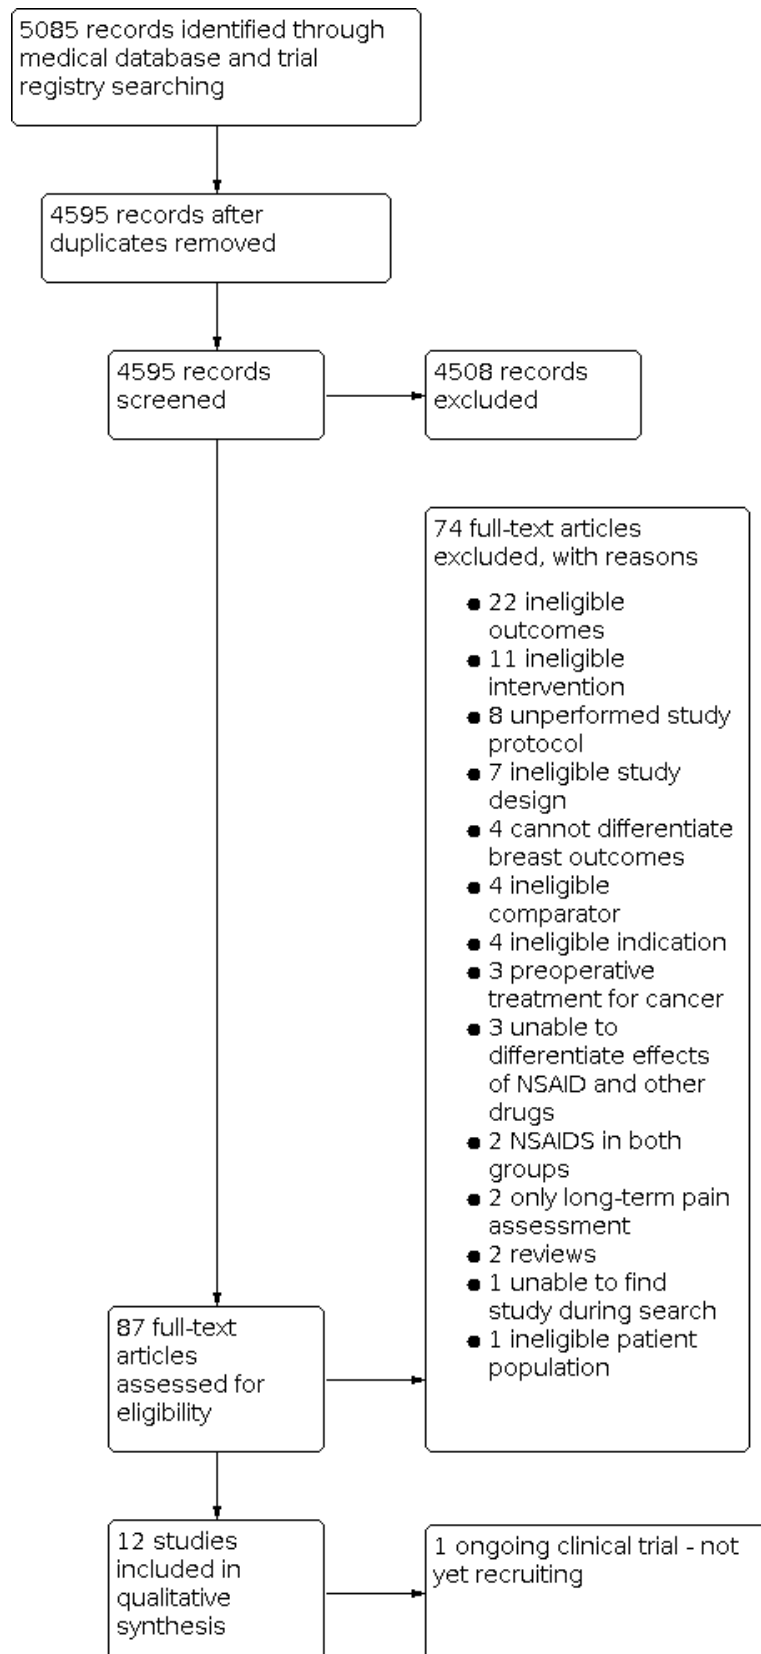 5085 records identified through
medical database and trial
registry searching
4595 records after
duplicates removed
4595 records
screened
4508 records
excluded
74 full-text articles
excluded, with reasons
● 22 ineligible
outcomes
● 11 ineligible
intervention
● 8 unperformed study
protocol
● 7 ineligible study
design
● 4 cannot differentiate
breast outcomes
● 4 ineligible
comparator
● 4 ineligible indication
● 3 preoperative
treatment for cancer
● 3 unable to
differentiate effects
of NSAID and other
drugs
● 2 NSAIDS in both
groups
● 2 only long-term pain
assessment
● 2 reviews
● 1 unable to find
study during search
● 1 ineligible patient
population
87 full-text
articles
assessed for
eligibility
12 studies
included in
qualitative
synthesis
1 ongoing clinical trial - not
yet recruiting